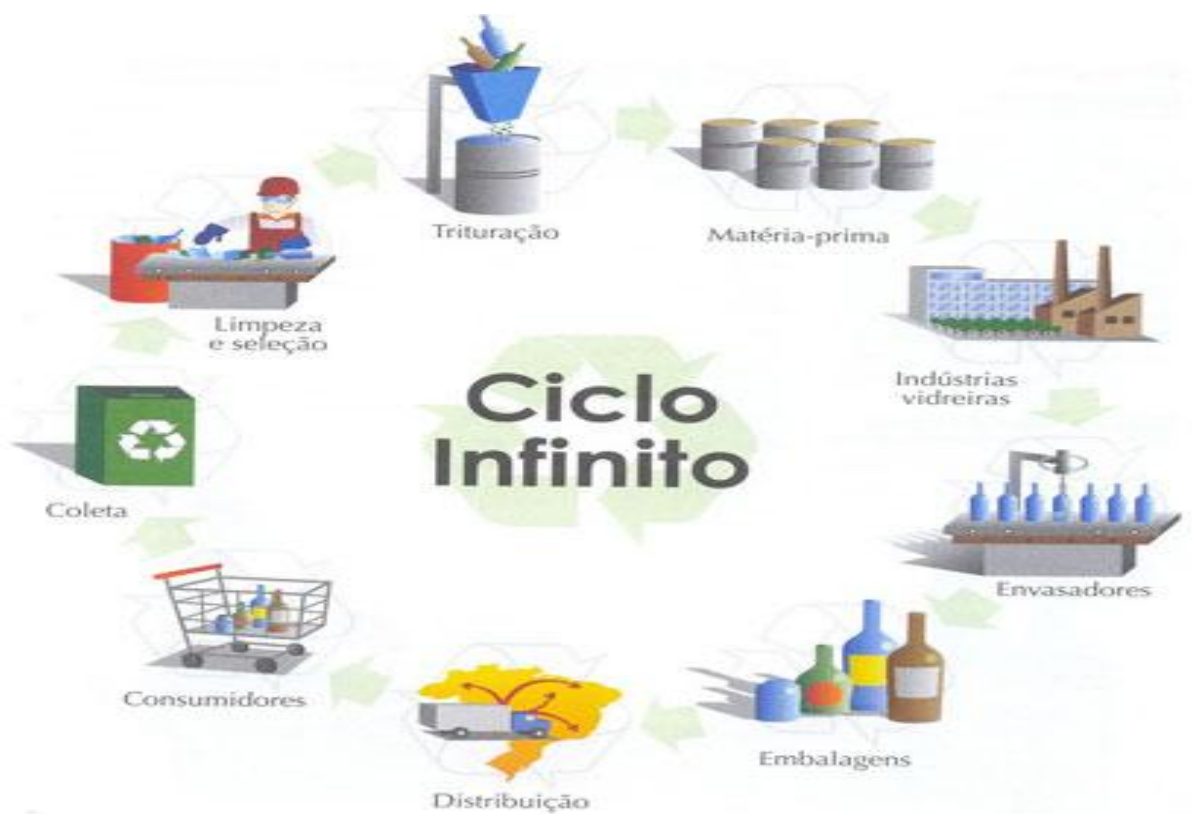 Trituração
Matéria-prima
Limpeza
e seleção
Indústrias
vidreiras
Ciclo
Infinito
Coleta
Envasadores
Consumidores
Embalagens
Distribuição